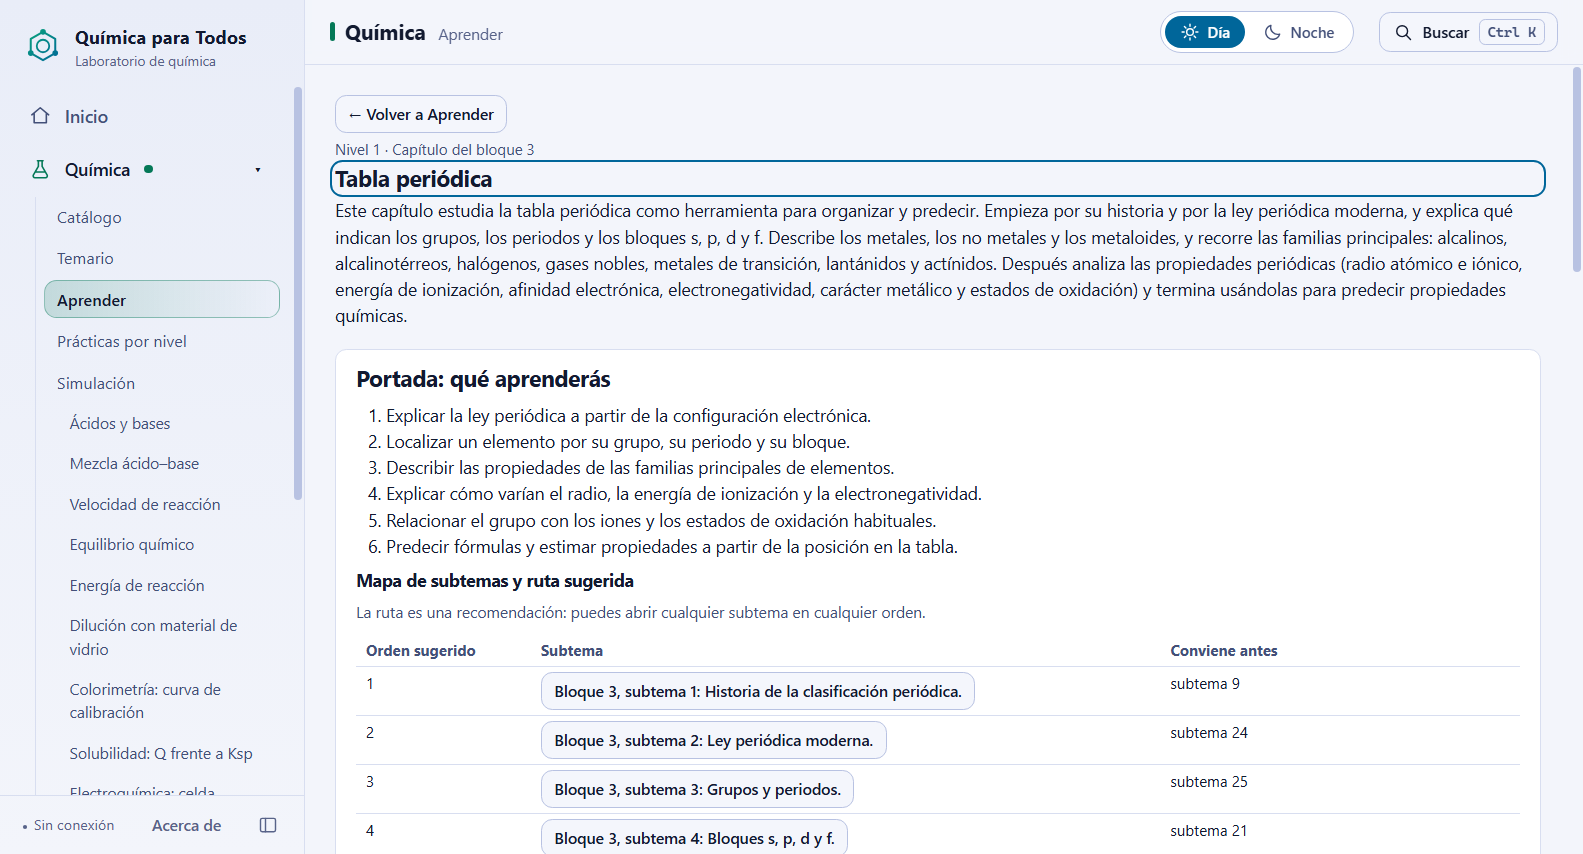 Química para Todos
Laboratorio de química
Inicio
Química
Catálogo
Temario
Aprender
Prácticas por nivel
Simulación
Ácidos y bases
Mezcla ácido–base
Velocidad de reacción
Equilibrio químico
Energía de reacción
Dilución con material de
vidrio
Colorimetría: curva de
calibración
Solubilidad: Q frente a Ksp
Electroquímica: celda
Sin conexión
Acerca de
Química
Aprender
Día
Noche
Buscar
Ctrl K
← Volver a Aprender
Nivel 1 · Capítulo del bloque 3
Tabla periódica
Este capítulo estudia la tabla periódica como herramienta para organizar y predecir. Empieza por su historia y por la ley periódica moderna, y explica qué
indican los grupos, los periodos y los bloques s, p, d y f. Describe los metales, los no metales y los metaloides, y recorre las familias principales: alcalinos,
alcalinotérreos, halógenos, gases nobles, metales de transición, lantánidos y actínidos. Después analiza las propiedades periódicas (radio atómico e iónico,
energía de ionización, afinidad electrónica, electronegatividad, carácter metálico y estados de oxidación) y termina usándolas para predecir propiedades
químicas.
Portada: qué aprenderás
1. Explicar la ley periódica a partir de la configuración electrónica.
2. Localizar un elemento por su grupo, su periodo y su bloque.
3. Describir las propiedades de las familias principales de elementos.
4. Explicar cómo varían el radio, la energía de ionización y la electronegatividad.
5. Relacionar el grupo con los iones y los estados de oxidación habituales.
6. Predecir fórmulas y estimar propiedades a partir de la posición en la tabla.
Mapa de subtemas y ruta sugerida
La ruta es una recomendación: puedes abrir cualquier subtema en cualquier orden.
Orden sugerido Subtema Conviene antes
1 Bloque 3, subtema 1: Historia de la clasificación periódica. subtema 9
2 Bloque 3, subtema 2: Ley periódica moderna. subtema 24
3 Bloque 3, subtema 3: Grupos y periodos. subtema 25
4 Bloque 3, subtema 4: Bloques s, p, d y f. subtema 21